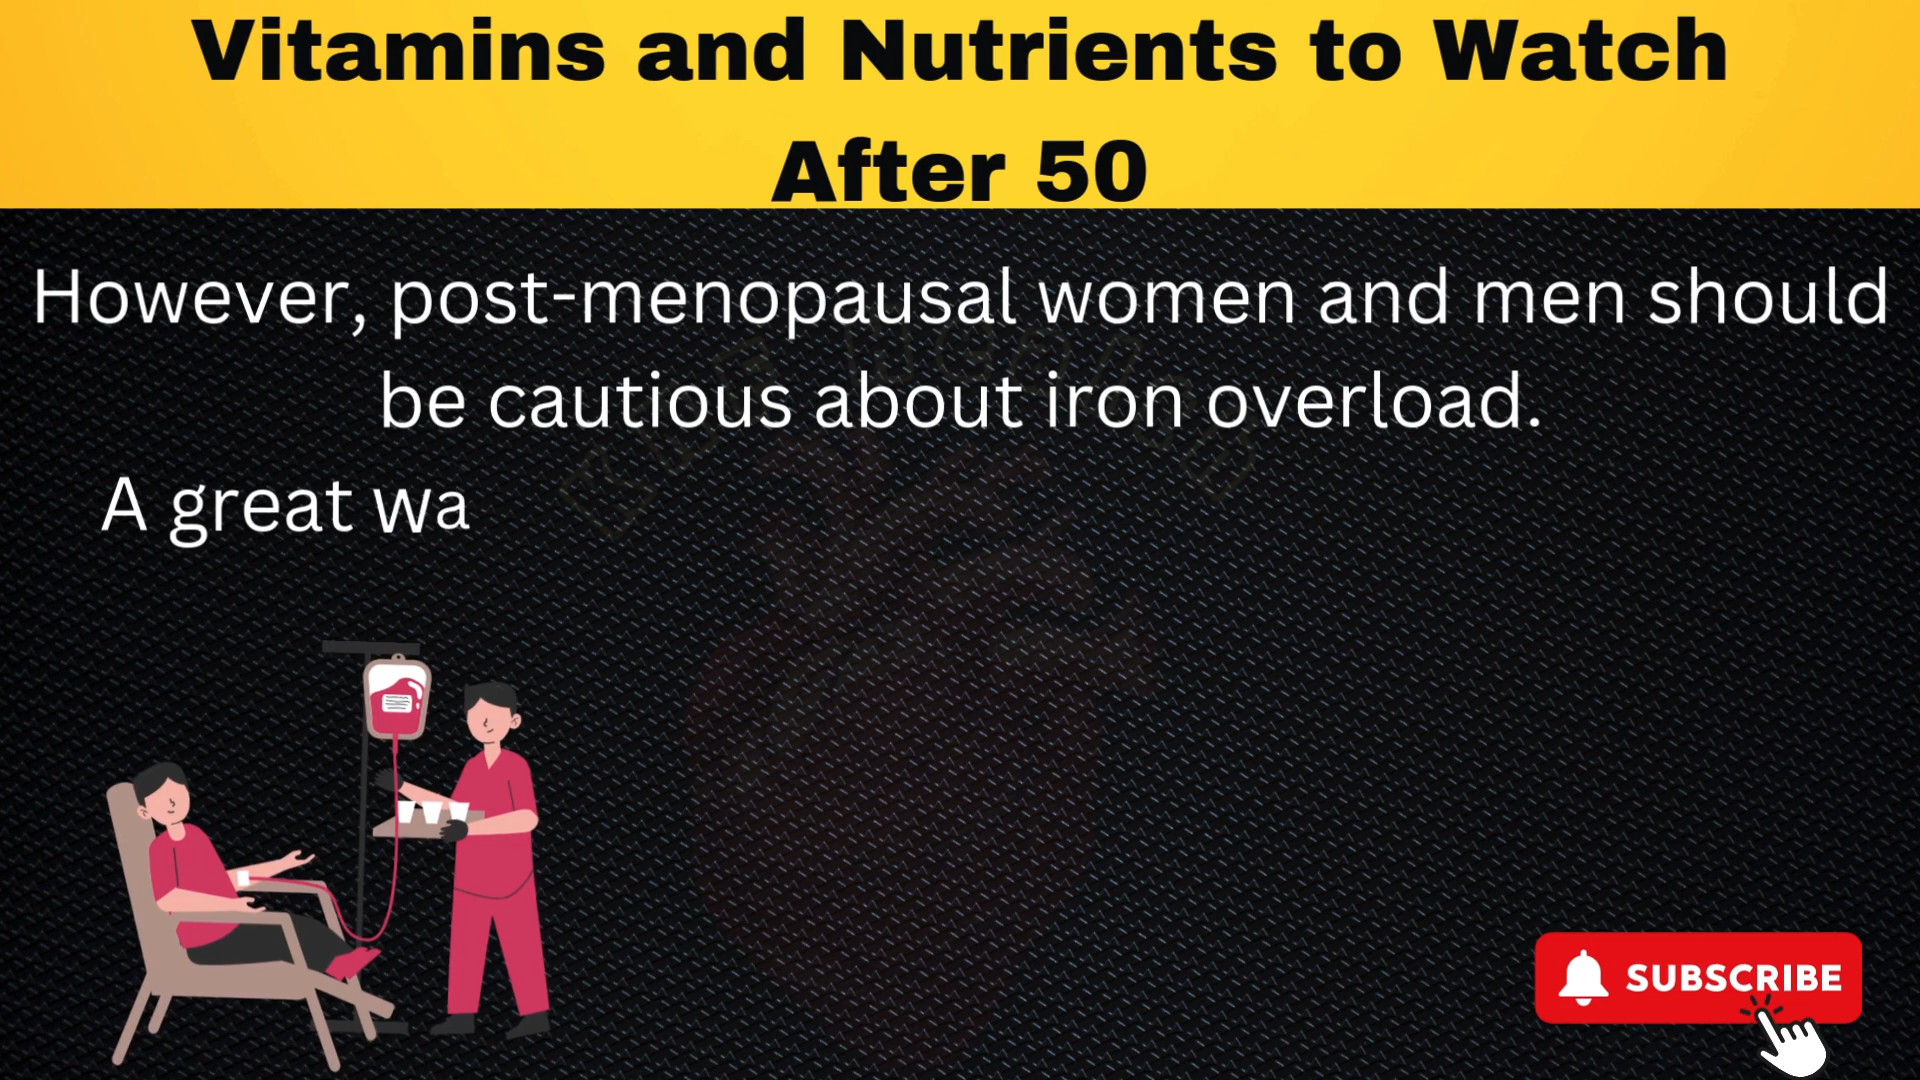 Vitamins and Nutrients to Watch
After 50
However, post-menopausal women and men should
be cautious about iron overload.
A great wa
SUBSCRIBE